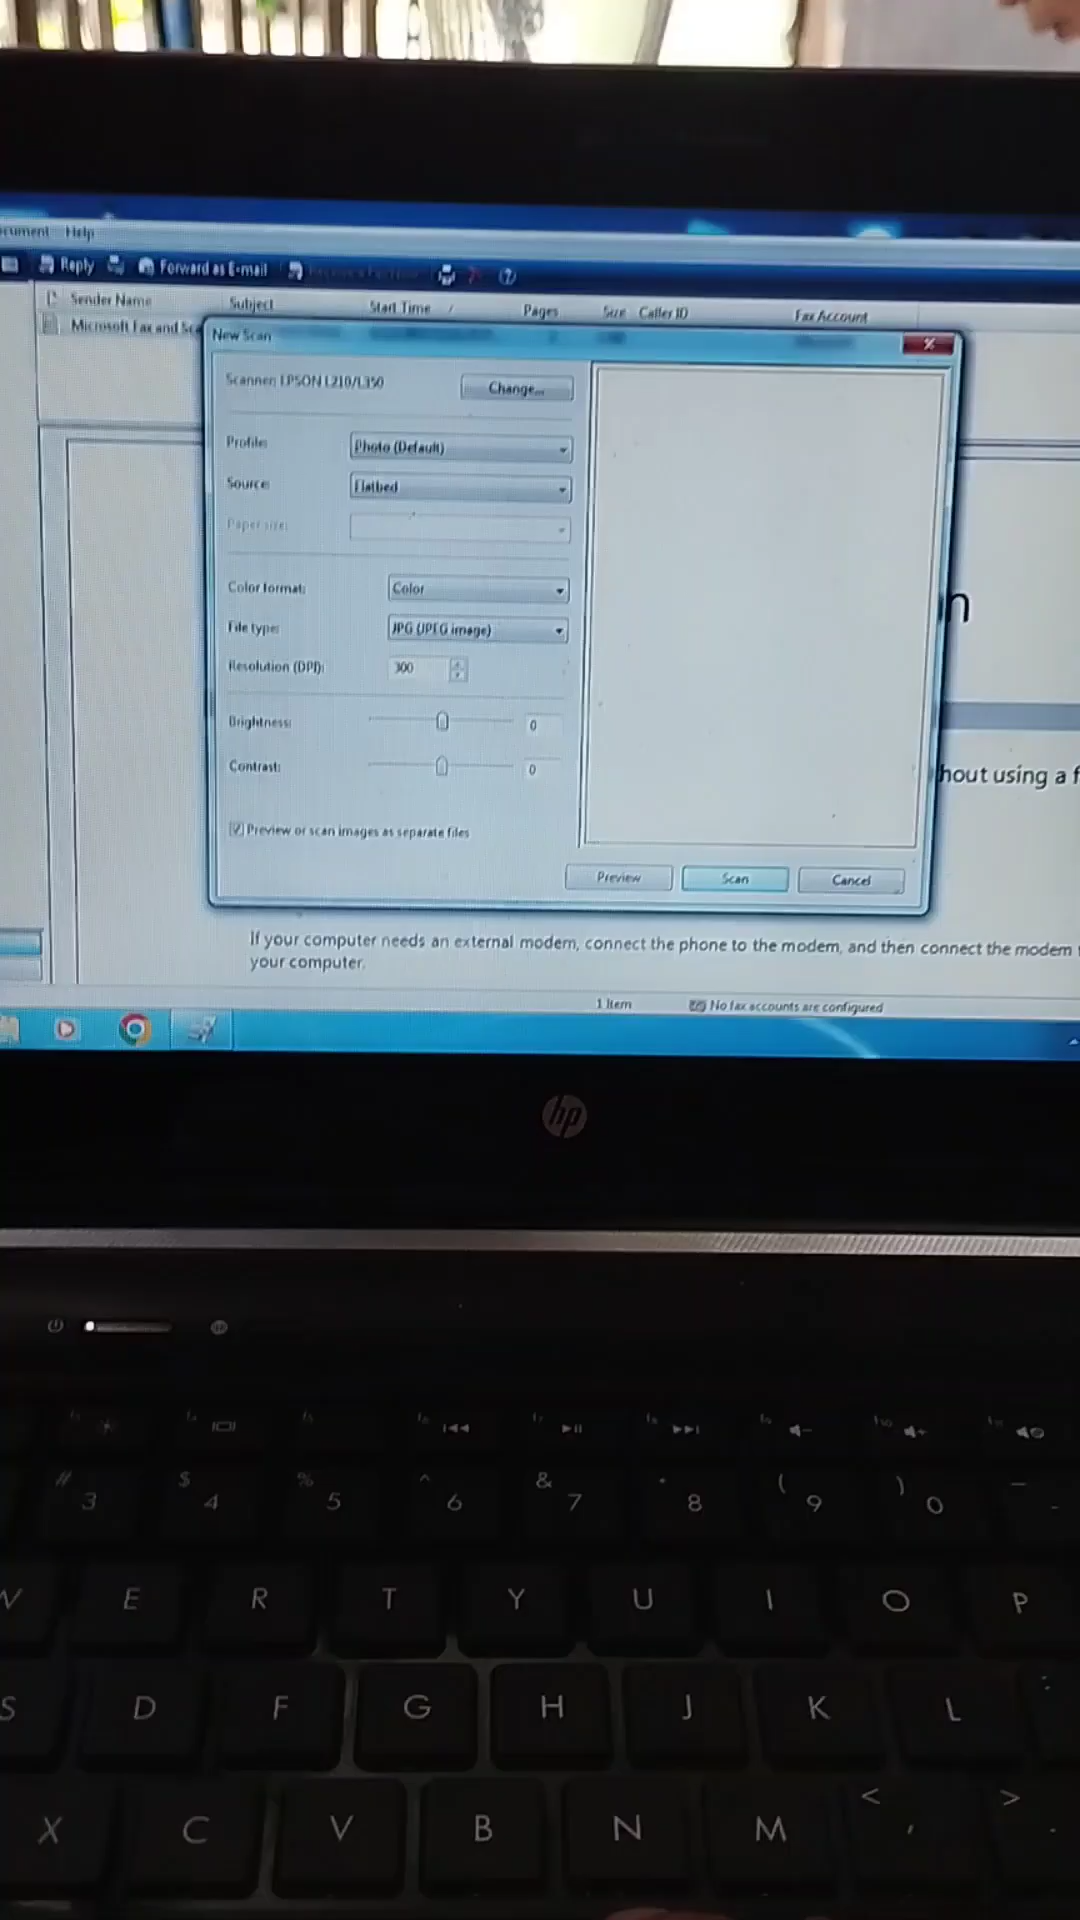 Help
Reply
Forward as E-mail
Sender Name Subject Start Time / Pages Size Caller ID Fax Account
Microsoft Fax and Sca
New Scan
Scanner: EPSON L210/L350
Change...
Profile: Photo (Default)
Source: Flatbed
Paper size:
Color format: Color
File type: JPG (JPEG image)
Resolution (DPI): 300
Brightness: 0
Contrast: 0
Preview or scan images as separate files
Preview Scan Cancel
hout using a f
If your computer needs an external modem, connect the phone to the modem, and then connect the modem
your computer.
1 Item No fax accounts are configured
hp
# 3 $ 4 % 5 ^ 6 & 7 * 8 ( 9 ) 0 _ -
W E R T Y U I O P
S D F G H J K L :
X C V B N M < , > .